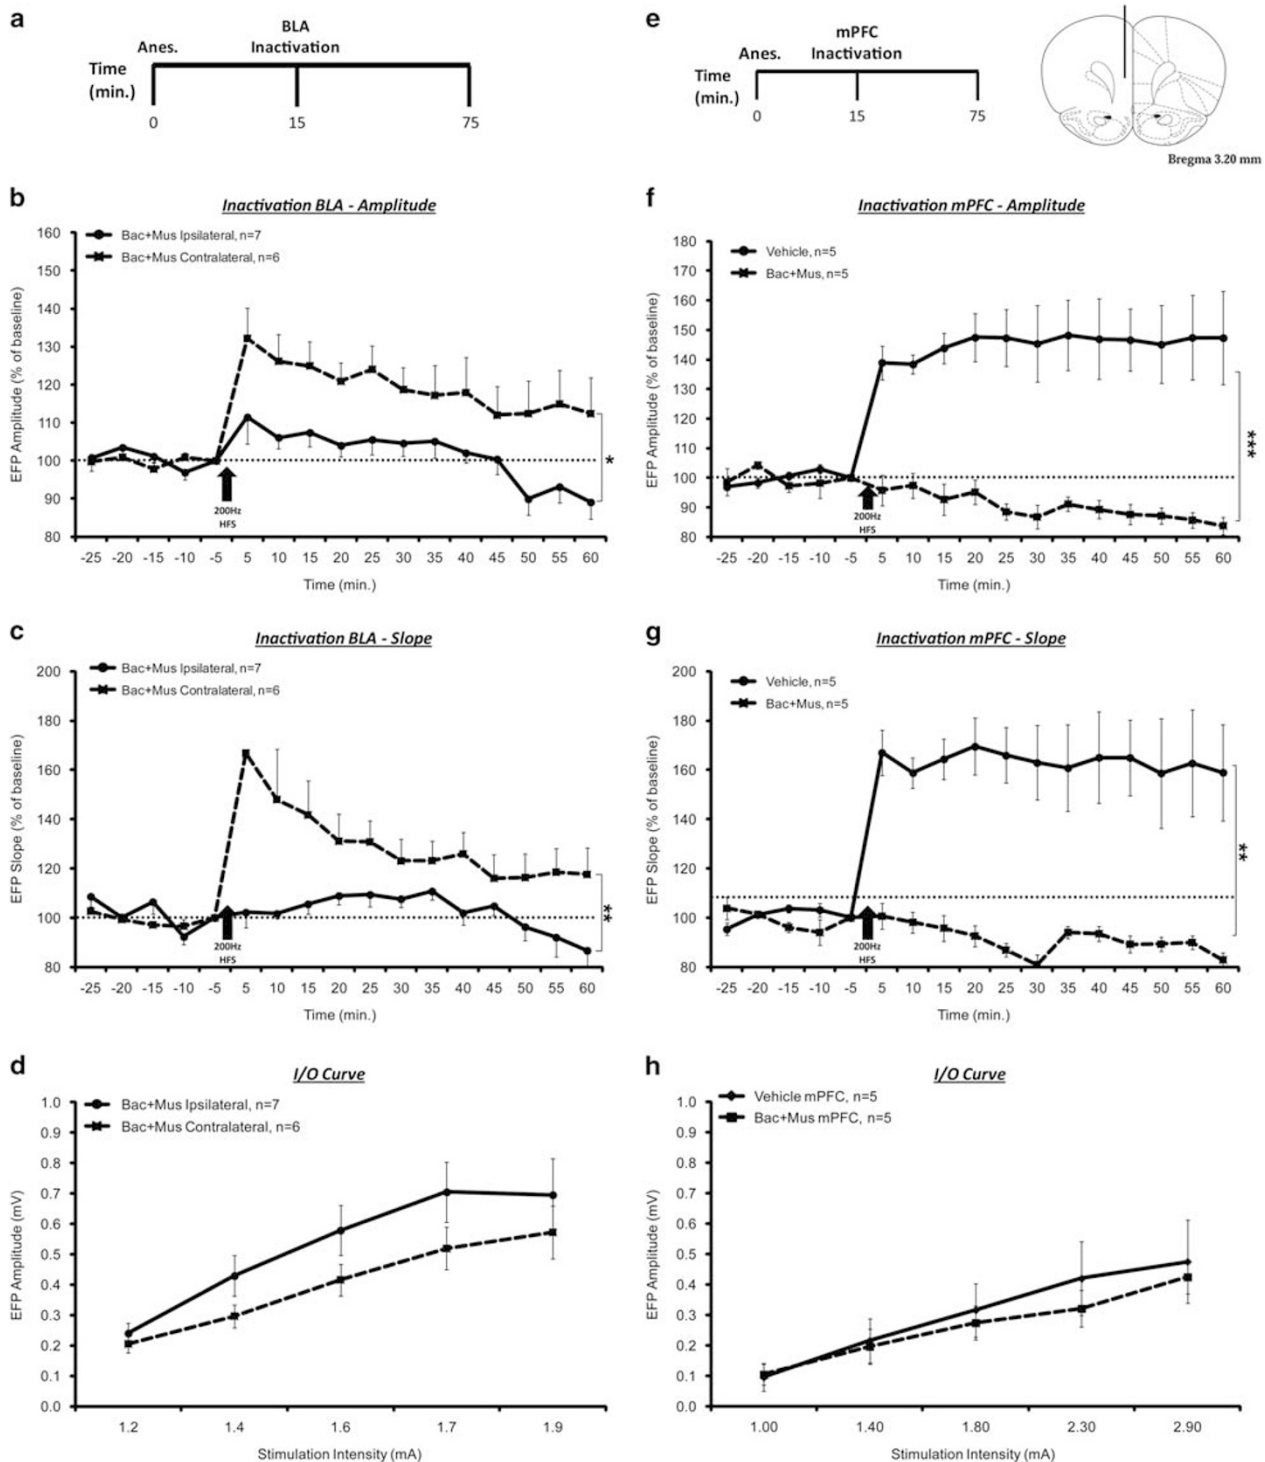 a
BLA
Inactivation
Anes.
Time
(min.)
0
15
75
e
mPFC
Inactivation
Anes.
Time
(min.)
0
15
75
Bregma 3.20 mm
b
Inactivation BLA - Amplitude
Bac+Mus Ipsilateral, n=7
Bac+Mus Contralateral, n=6
EFP Amplitude (% of baseline)
160
150
140
130
120
110
100
90
80
*
200Hz
HFS
-25 -20 -15 -10 -5 5 10 15 20 25 30 35 40 45 50 55 60
Time (min.)
f
Inactivation mPFC - Amplitude
Vehicle, n=5
Bac+Mus, n=5
EFP Amplitude (% of baseline)
180
170
160
150
140
130
120
110
100
90
80
***
200Hz
HFS
-25 -20 -15 -10 -5 5 10 15 20 25 30 35 40 45 50 55 60
Time (min.)
c
Inactivation BLA - Slope
Bac+Mus Ipsilateral, n=7
Bac+Mus Contralateral, n=6
EFP Slope (% of baseline)
200
180
160
140
120
100
80
**
200Hz
HFS
-25 -20 -15 -10 -5 5 10 15 20 25 30 35 40 45 50 55 60
Time (min.)
g
Inactivation mPFC - Slope
Vehicle, n=5
Bac+Mus, n=5
EFP Slope (% of baseline)
200
180
160
140
120
100
80
**
200Hz
HFS
-25 -20 -15 -10 -5 5 10 15 20 25 30 35 40 45 50 55 60
Time (min.)
d
I/O Curve
Bac+Mus Ipsilateral, n=7
Bac+Mus Contralateral, n=6
EFP Amplitude (mV)
1.0
0.9
0.8
0.7
0.6
0.5
0.4
0.3
0.2
0.1
0.0
1.2 1.4 1.6 1.7 1.9
Stimulation Intensity (mA)
h
I/O Curve
Vehicle mPFC, n=5
Bac+Mus mPFC, n=5
EFP Amplitude (mV)
1.0
0.9
0.8
0.7
0.6
0.5
0.4
0.3
0.2
0.1
0.0
1.00 1.40 1.80 2.30 2.90
Stimulation Intensity (mA)